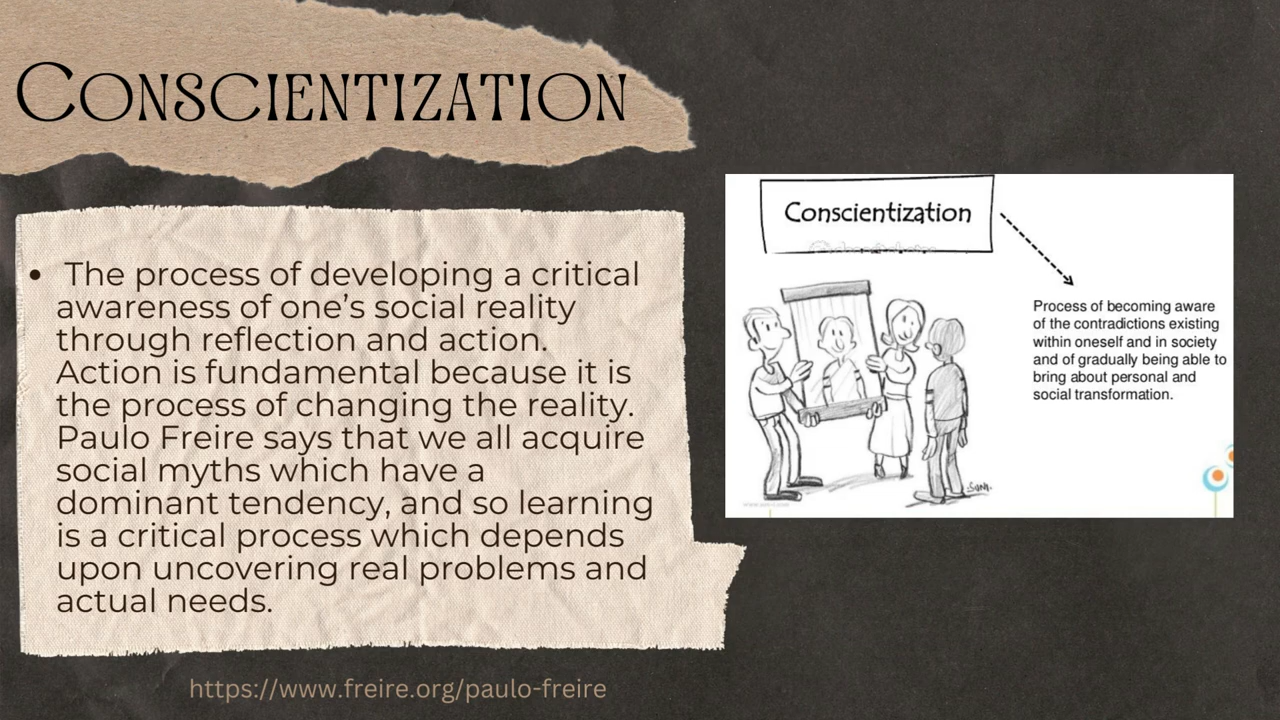 CONSCIENTIZATION
• The process of developing a critical
awareness of one’s social reality
through reflection and action.
Action is fundamental because it is
the process of changing the reality.
Paulo Freire says that we all acquire
social myths which have a
dominant tendency, and so learning
is a critical process which depends
upon uncovering real problems and
actual needs.
https://www.freire.org/paulo-freire
Conscientization
Process of becoming aware
of the contradictions existing
within oneself and in society
and of gradually being able to
bring about personal and
social transformation.